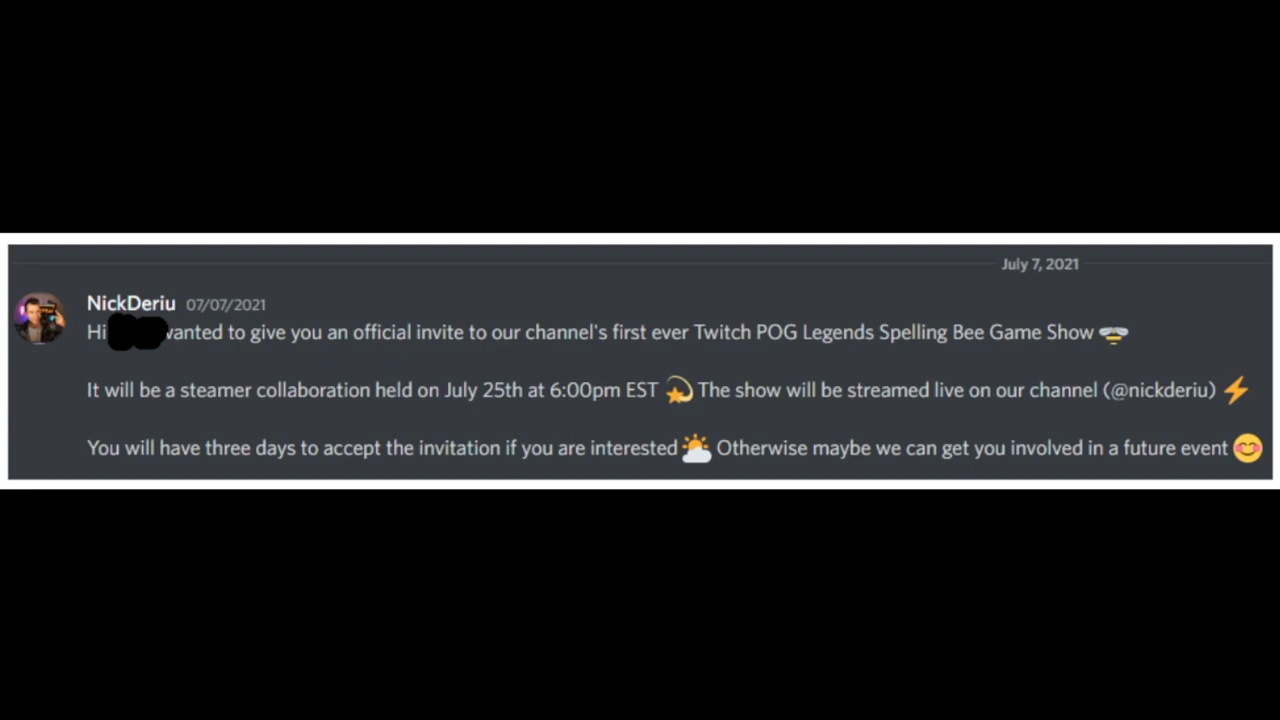 July 7, 2021
NickDeriu 07/07/2021
Hi wanted to give you an official invite to our channel's first ever Twitch POG Legends Spelling Bee Game Show 🐝
It will be a steamer collaboration held on July 25th at 6:00pm EST 💫 The show will be streamed live on our channel (@nickderiu) ⚡
You will have three days to accept the invitation if you are interested 🌤️ Otherwise maybe we can get you involved in a future event 😊